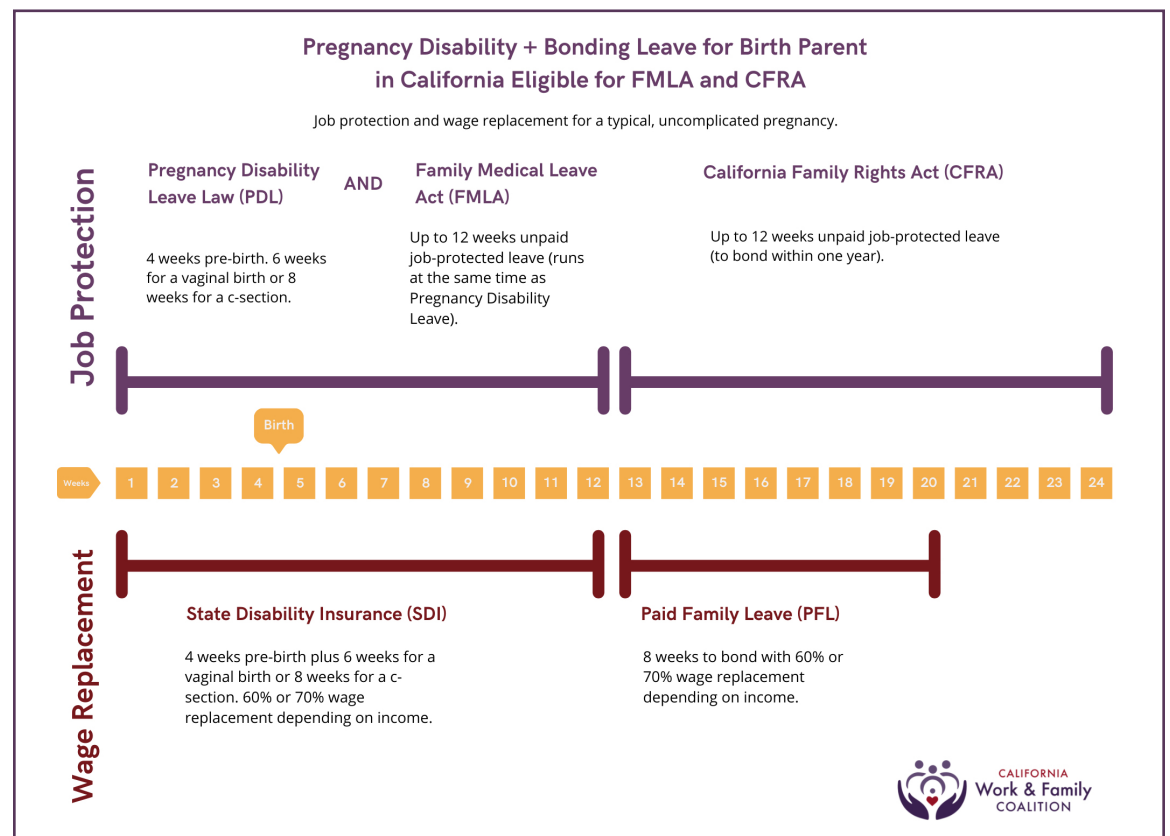 Pregnancy Disability + Bonding Leave for Birth Parent
in California Eligible for FMLA and CFRA
Job protection and wage replacement for a typical, uncomplicated pregnancy.
Job Protection
Pregnancy Disability
Leave Law (PDL)
AND
Family Medical Leave
Act (FMLA)
California Family Rights Act (CFRA)
4 weeks pre-birth. 6 weeks
for a vaginal birth or 8
weeks for a c-section.
Up to 12 weeks unpaid
job-protected leave (runs
at the same time as
Pregnancy Disability
Leave).
Up to 12 weeks unpaid job-protected leave
(to bond within one year).
Birth
Weeks 1 2 3 4 5 6 7 8 9 10 11 12 13 14 15 16 17 18 19 20 21 22 23 24
Wage Replacement
State Disability Insurance (SDI)
4 weeks pre-birth plus 6 weeks for a
vaginal birth or 8 weeks for a c-
section. 60% or 70% wage
replacement depending on income.
Paid Family Leave (PFL)
8 weeks to bond with 60% or
70% wage replacement
depending on income.
CALIFORNIA
Work & Family
COALITION